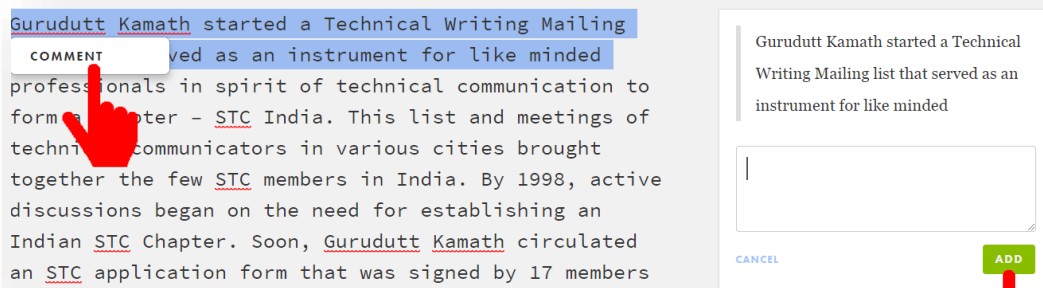 Gurudutt Kamath started a Technical Writing Mailing
COMMENT ved as an instrument for like minded
professionals in spirit of technical communication to
form a pter – STC India. This list and meetings of
techni communicators in various cities brought
together the few STC members in India. By 1998, active
discussions began on the need for establishing an
Indian STC Chapter. Soon, Gurudutt Kamath circulated
an STC application form that was signed by 17 members
Gurudutt Kamath started a Technical
Writing Mailing list that served as an
instrument for like minded
CANCEL
ADD